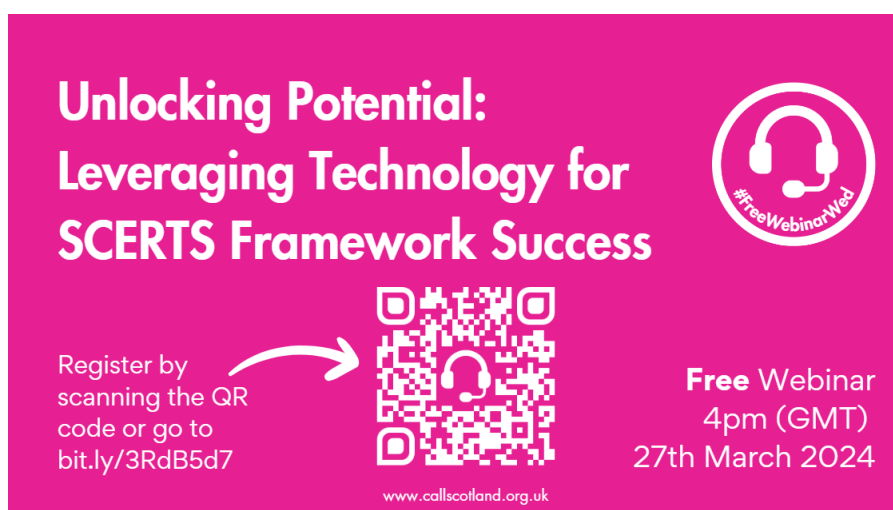 Unlocking Potential:
Leveraging Technology for
SCERTS Framework Success
#FreeWebinarWed
Register by
scanning the QR
code or go to
bit.ly/3RdB5d7
Free Webinar
4pm (GMT)
27th March 2024
www.callscotland.org.uk